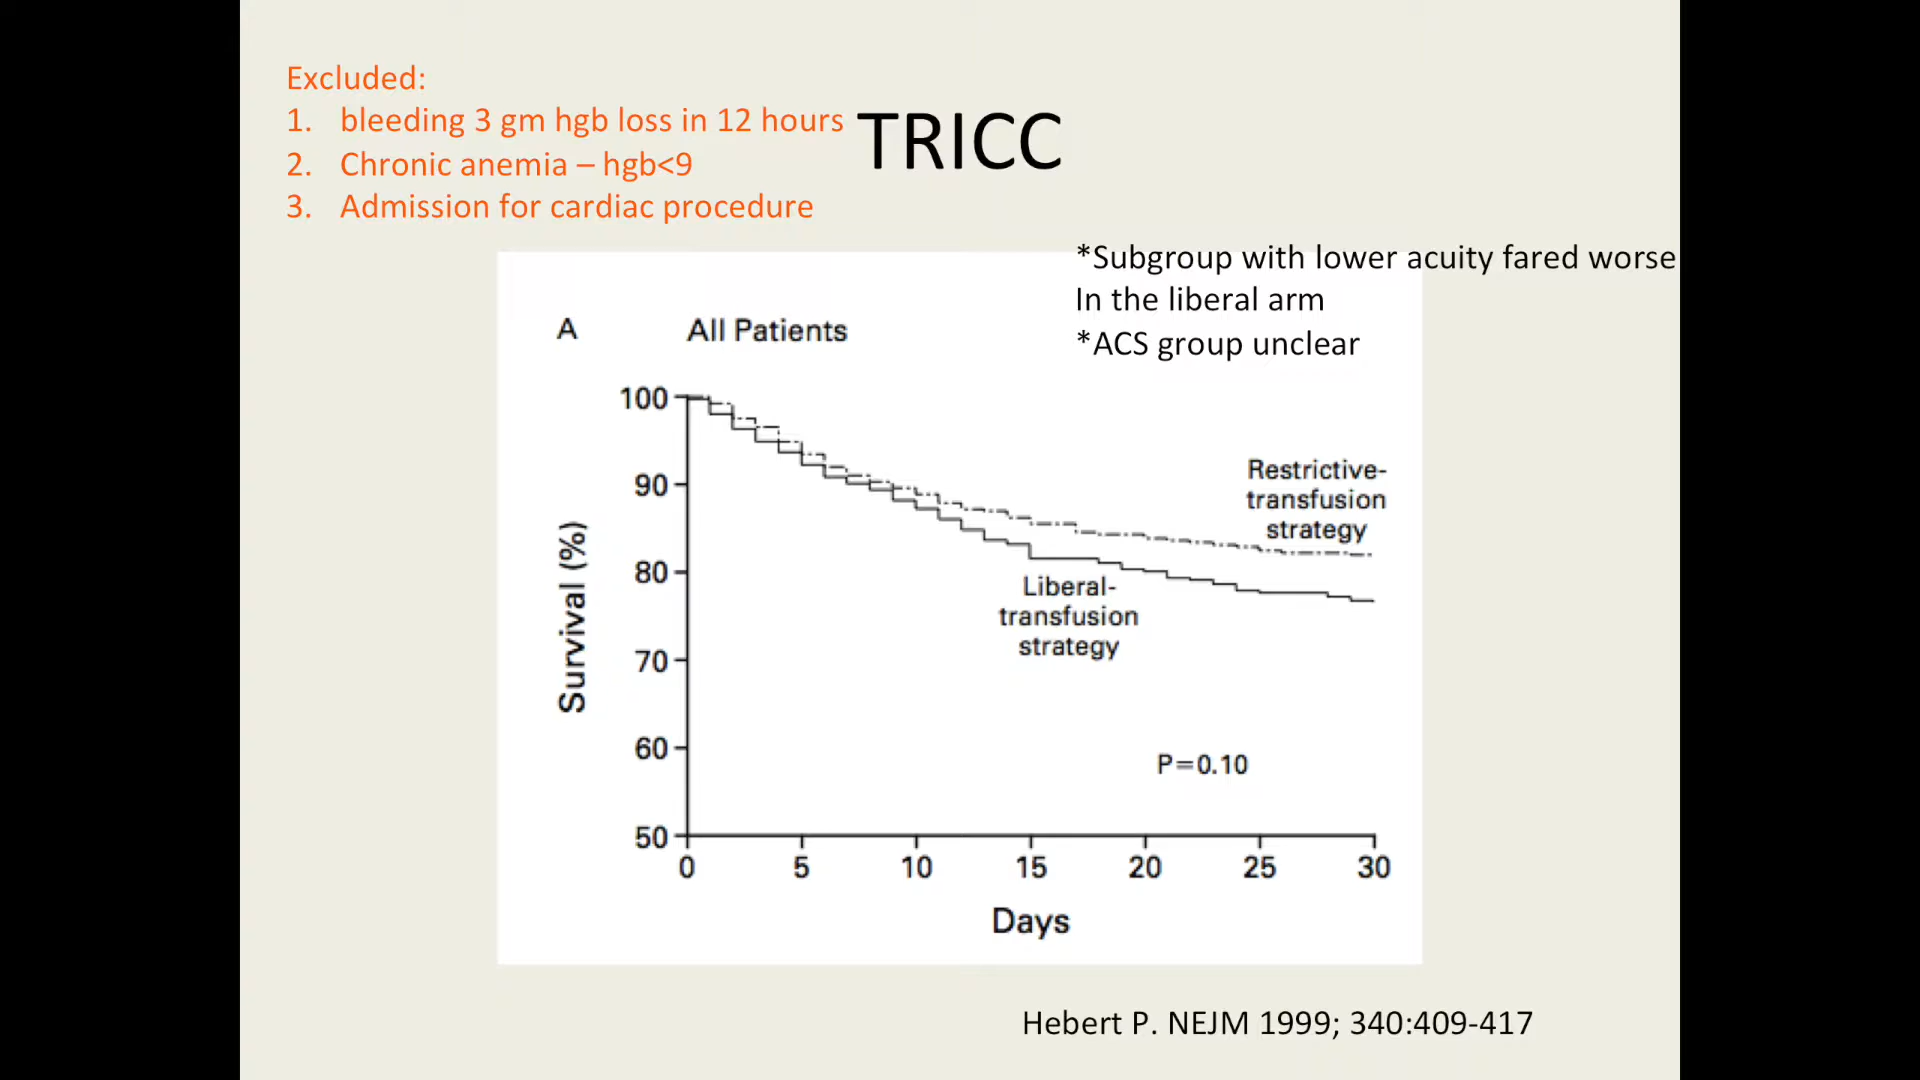 Excluded:
1. bleeding 3 gm hgb loss in 12 hours
2. Chronic anemia – hgb<9
3. Admission for cardiac procedure
TRICC
*Subgroup with lower acuity fared worse
In the liberal arm
*ACS group unclear
A All Patients
100
90
80
70
60
50
Survival (%)
Restrictive-
transfusion
strategy
Liberal-
transfusion
strategy
P=0.10
0 5 10 15 20 25 30
Days
Hebert P. NEJM 1999; 340:409-417